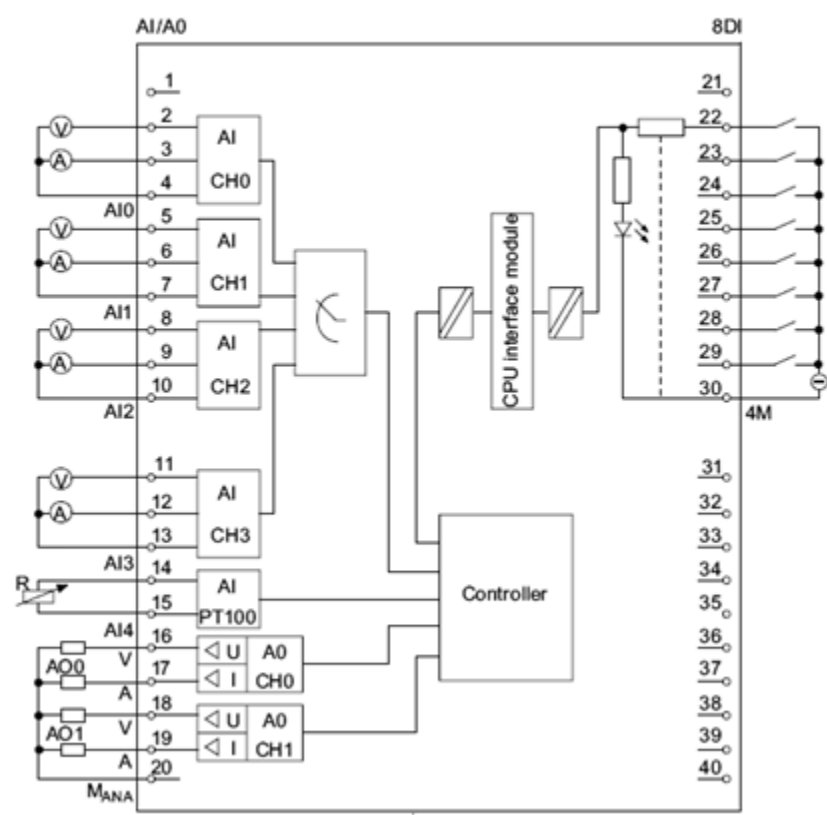 AI/A0
8DI
1
21
V
2
AI
22
A
3
23
CH0
4
24
AI0
5
25
V
AI
A
6
26
CH1
7
27
AI1
8
28
V
AI
A
9
29
CH2
10
30
AI2
4M
CPU interface module
11
31
V
AI
A
12
32
CH3
13
33
AI3
14
34
R
AI
Controller
15
PT100
35
AI4
16
U
A0
36
V
AO0
17
I
CH0
37
A
18
U
A0
38
V
AO1
19
I
CH1
39
A
20
40
MANA